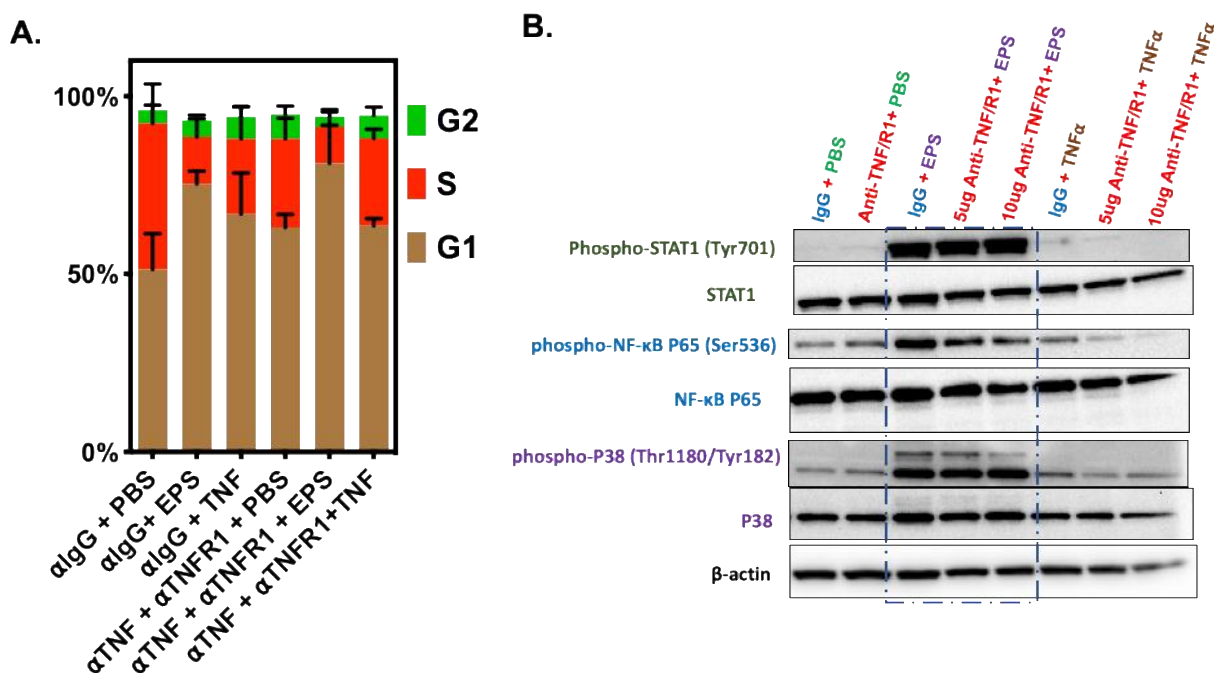 A.
100%
50%
0%
G2
S
G1
αIgG + PBS
αIgG+ EPS
αIgG + TNF
αTNF + αTNFR1 + PBS
αTNF + αTNFR1 + EPS
αTNF + αTNFR1+TNF
B.
IgG + PBS
Anti-TNF/R1+ PBS
IgG + EPS
5ug Anti-TNF/R1+ EPS
10ug Anti-TNF/R1+ EPS
IgG + TNFα
5ug Anti-TNF/R1+ TNFα
10ug Anti-TNF/R1+ TNFα
Phospho-STAT1 (Tyr701)
STAT1
phospho-NF-κB P65 (Ser536)
NF-κB P65
phospho-P38 (Thr1180/Tyr182)
P38
β-actin